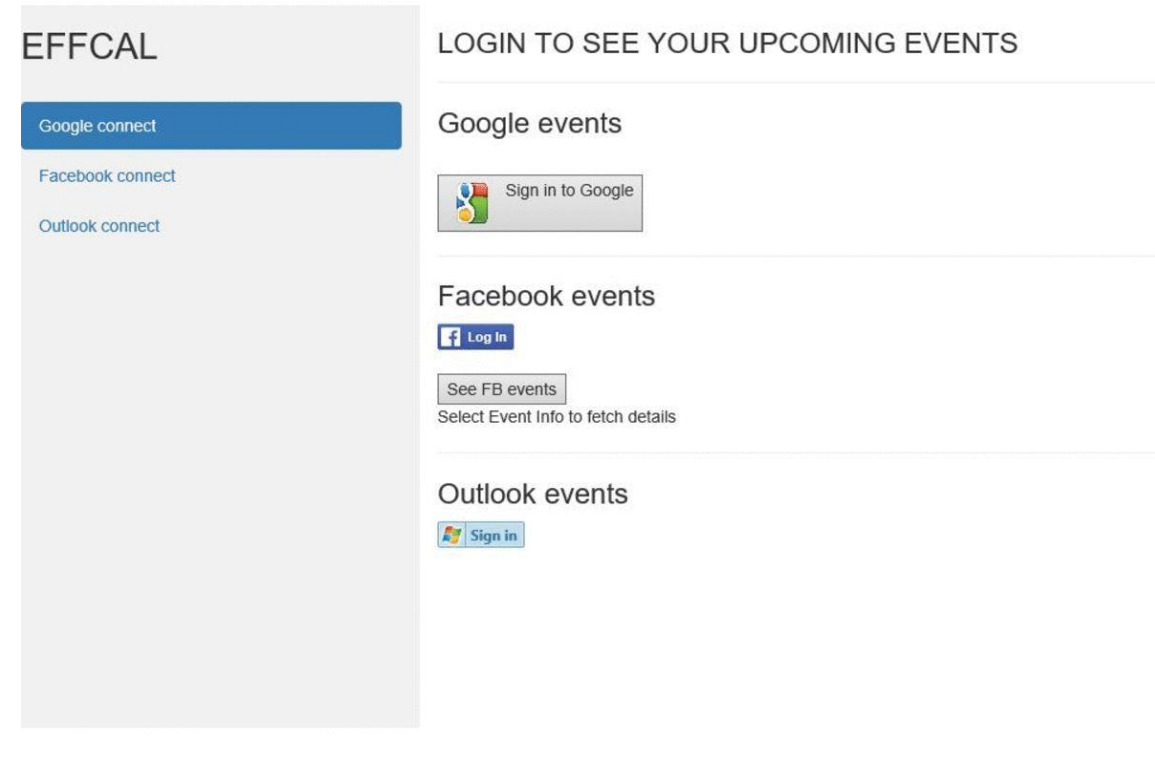 EFFCAL
Google connect
Facebook connect
Outlook connect
LOGIN TO SEE YOUR UPCOMING EVENTS
Google events
Sign in to Google
Facebook events
f Log In
See FB events
Select Event Info to fetch details
Outlook events
Sign in